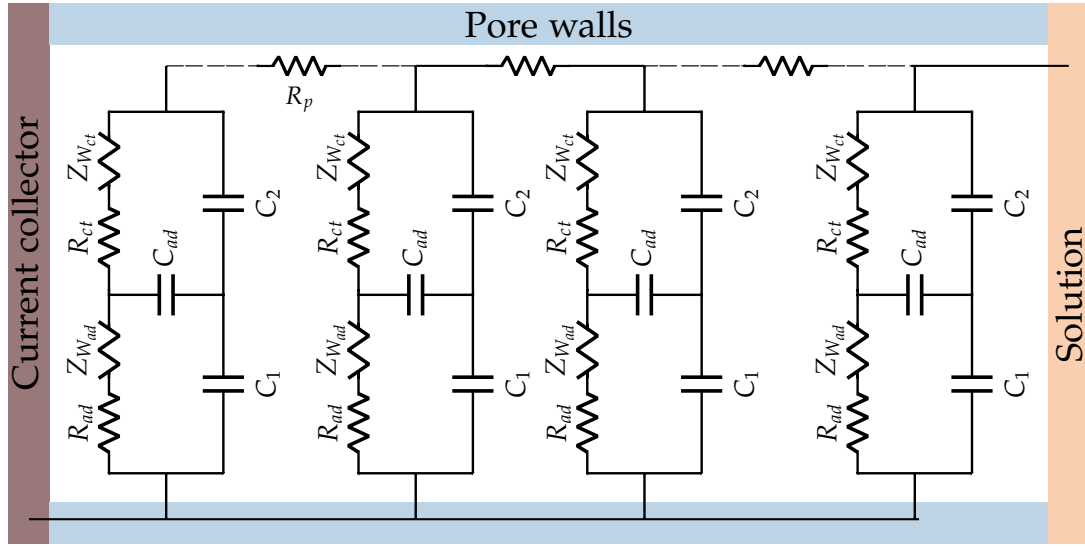 Pore walls
Current collector
Solution
R_p
Z_{W_{ct}}
R_{ct}
C_{ad}
Z_{W_{ad}}
R_{ad}
C_2
C_1
Z_{W_{ct}}
R_{ct}
C_{ad}
Z_{W_{ad}}
R_{ad}
C_2
C_1
Z_{W_{ct}}
R_{ct}
C_{ad}
Z_{W_{ad}}
R_{ad}
C_2
C_1
Z_{W_{ct}}
R_{ct}
C_{ad}
Z_{W_{ad}}
R_{ad}
C_2
C_1